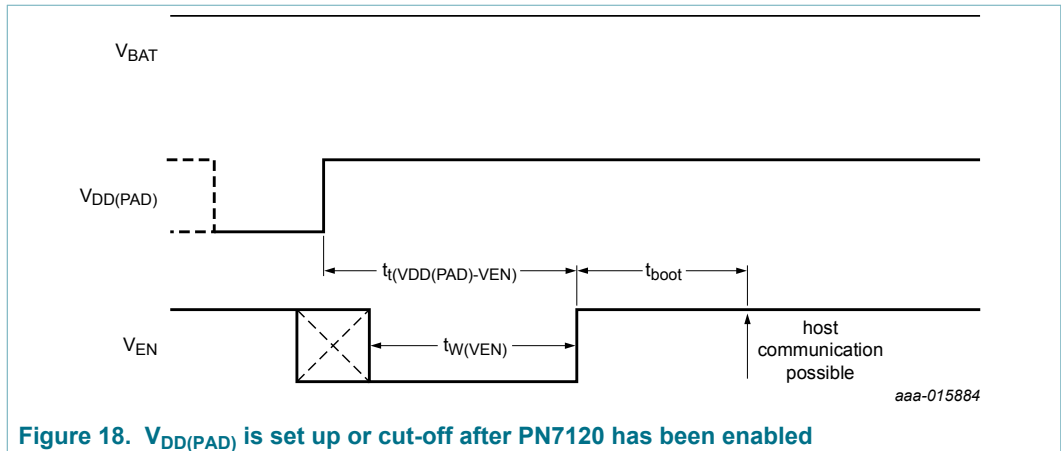 VBAT
VDD(PAD)
tt(VDD(PAD)-VEN)
tboot
VEN
tW(VEN)
host
communication
possible
aaa-015884
Figure 18. VDD(PAD) is set up or cut-off after PN7120 has been enabled